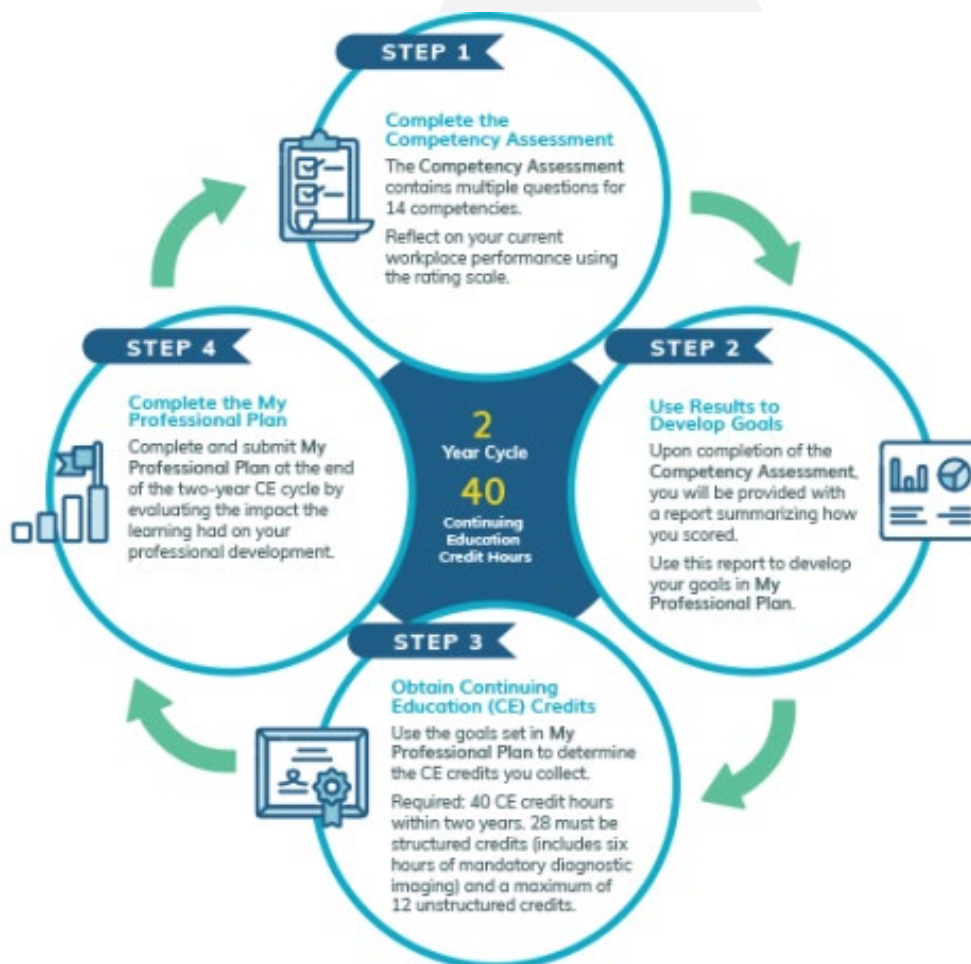 STEP 1
Complete the
Competency Assessment
The Competency Assessment
contains multiple questions for
14 competencies.
Reflect on your current
workplace performance using
the rating scale.
STEP 2
Use Results to
Develop Goals
Upon completion of the
Competency Assessment,
you will be provided with
a report summarizing how
you scored.
Use this report to develop
your goals in My
Professional Plan.
STEP 3
Obtain Continuing
Education (CE) Credits
Use the goals set in My
Professional Plan to determine
the CE credits you collect.
Required: 40 CE credit hours
within two years. 28 must be
structured credits (includes six
hours of mandatory diagnostic
imaging) and a maximum of
12 unstructured credits.
STEP 4
Complete the My
Professional Plan
Complete and submit My
Professional Plan at the end
of the two-year CE cycle by
evaluating the impact the
learning had on your
professional development.
2
Year Cycle
40
Continuing
Education
Credit Hours